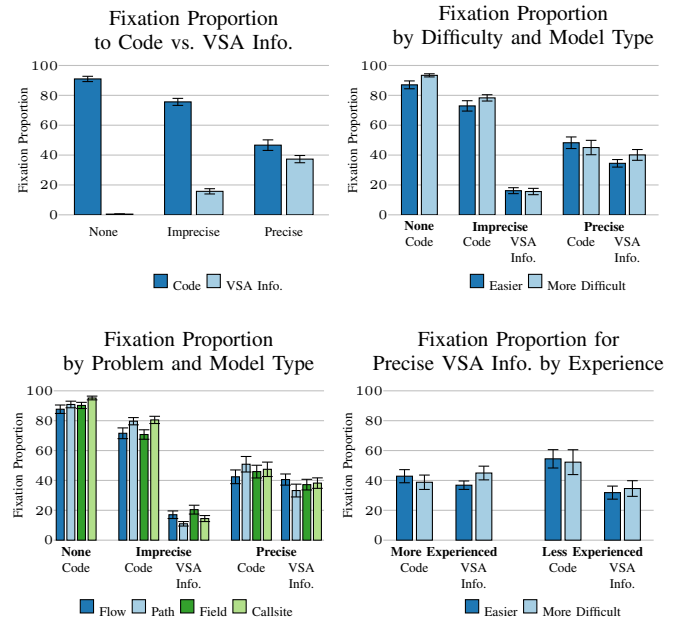 Fixation Proportion
to Code vs. VSA Info.
Fixation Proportion
100
80
60
40
20
0
None Imprecise Precise
Code VSA Info.
Fixation Proportion
by Difficulty and Model Type
Fixation Proportion
100
80
60
40
20
0
None Imprecise Precise
Code Code VSA Code VSA
Info. Info.
Easier More Difficult
Fixation Proportion
by Problem and Model Type
Fixation Proportion
100
80
60
40
20
0
None Imprecise Precise
Code Code VSA Code VSA
Info. Info.
Flow Path Field Callsite
Fixation Proportion for
Precise VSA Info. by Experience
Fixation Proportion
100
80
60
40
20
0
More Experienced Less Experienced
Code VSA Code VSA
Info. Info.
Easier More Difficult